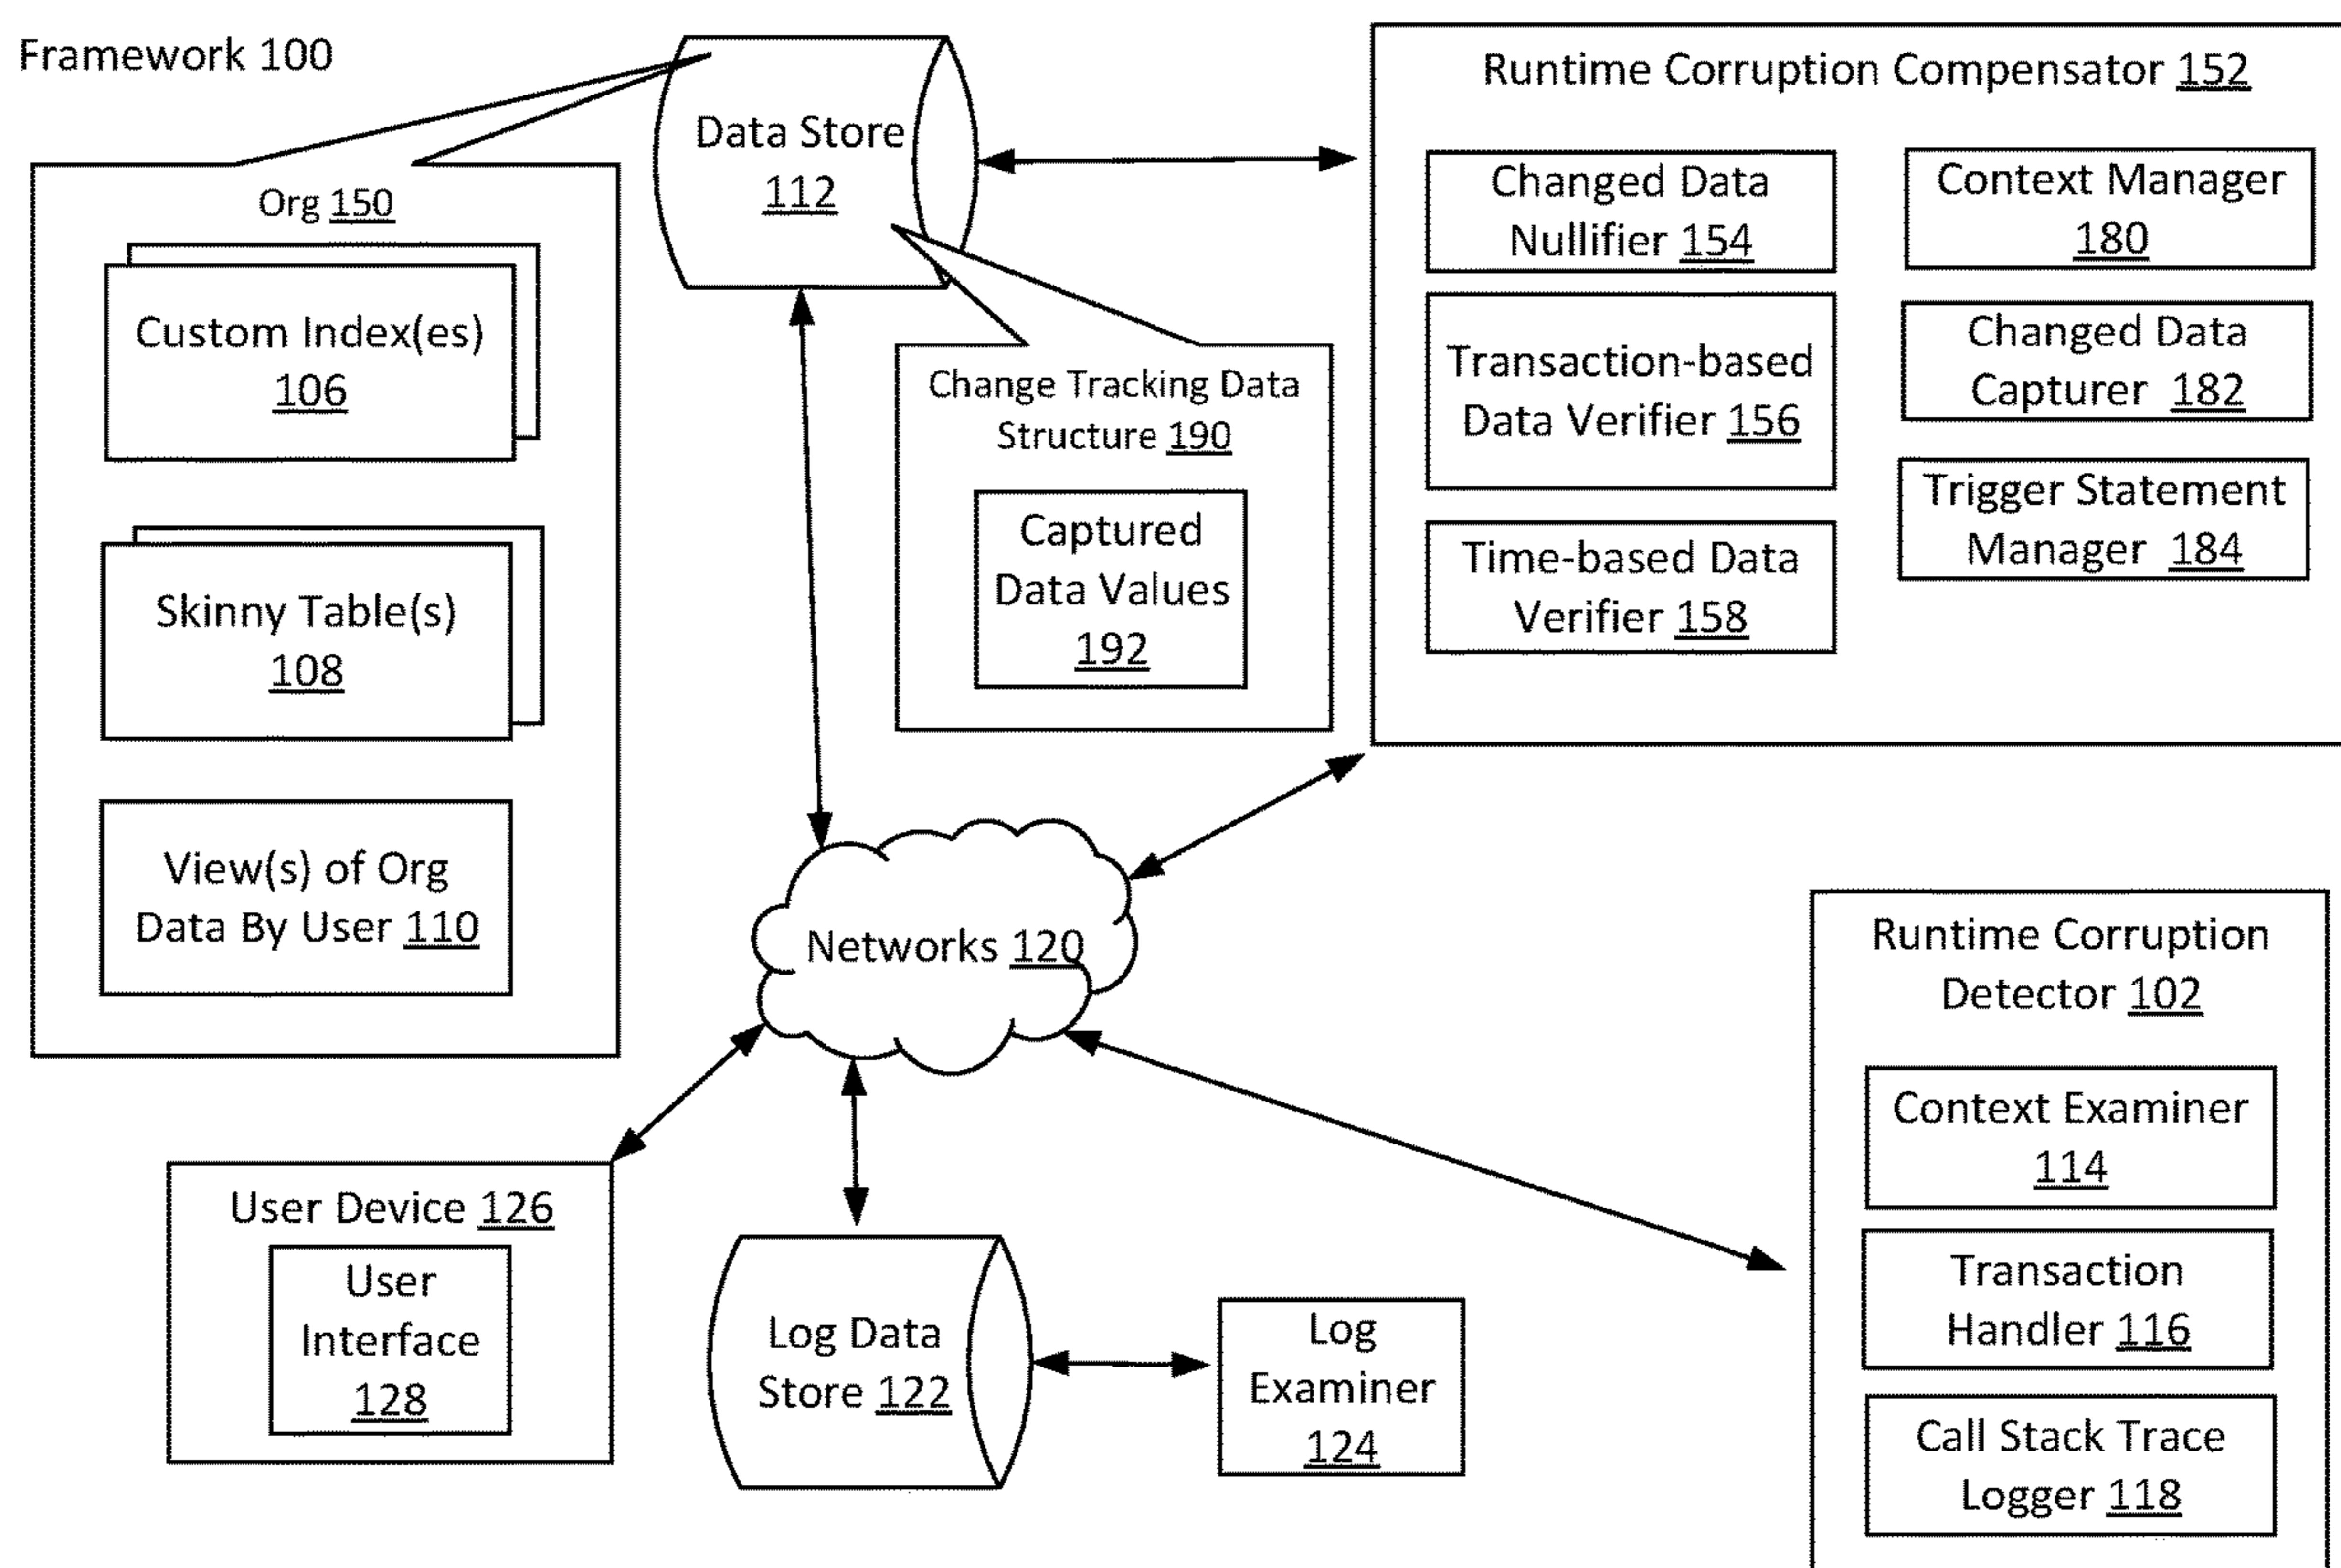 Framework 100
Org 150
Custom Index(es)
106
Skinny Table(s)
108
View(s) of Org
Data By User 110
Data Store
112
Change Tracking Data
Structure 190
Captured
Data Values
192
Runtime Corruption Compensator 152
Changed Data
Nullifier 154
Transaction-based
Data Verifier 156
Time-based Data
Verifier 158
Context Manager
180
Changed Data
Capturer 182
Trigger Statement
Manager 184
Networks 120
User Device 126
User
Interface
128
Log Data
Store 122
Log
Examiner
124
Runtime Corruption
Detector 102
Context Examiner
114
Transaction
Handler 116
Call Stack Trace
Logger 118